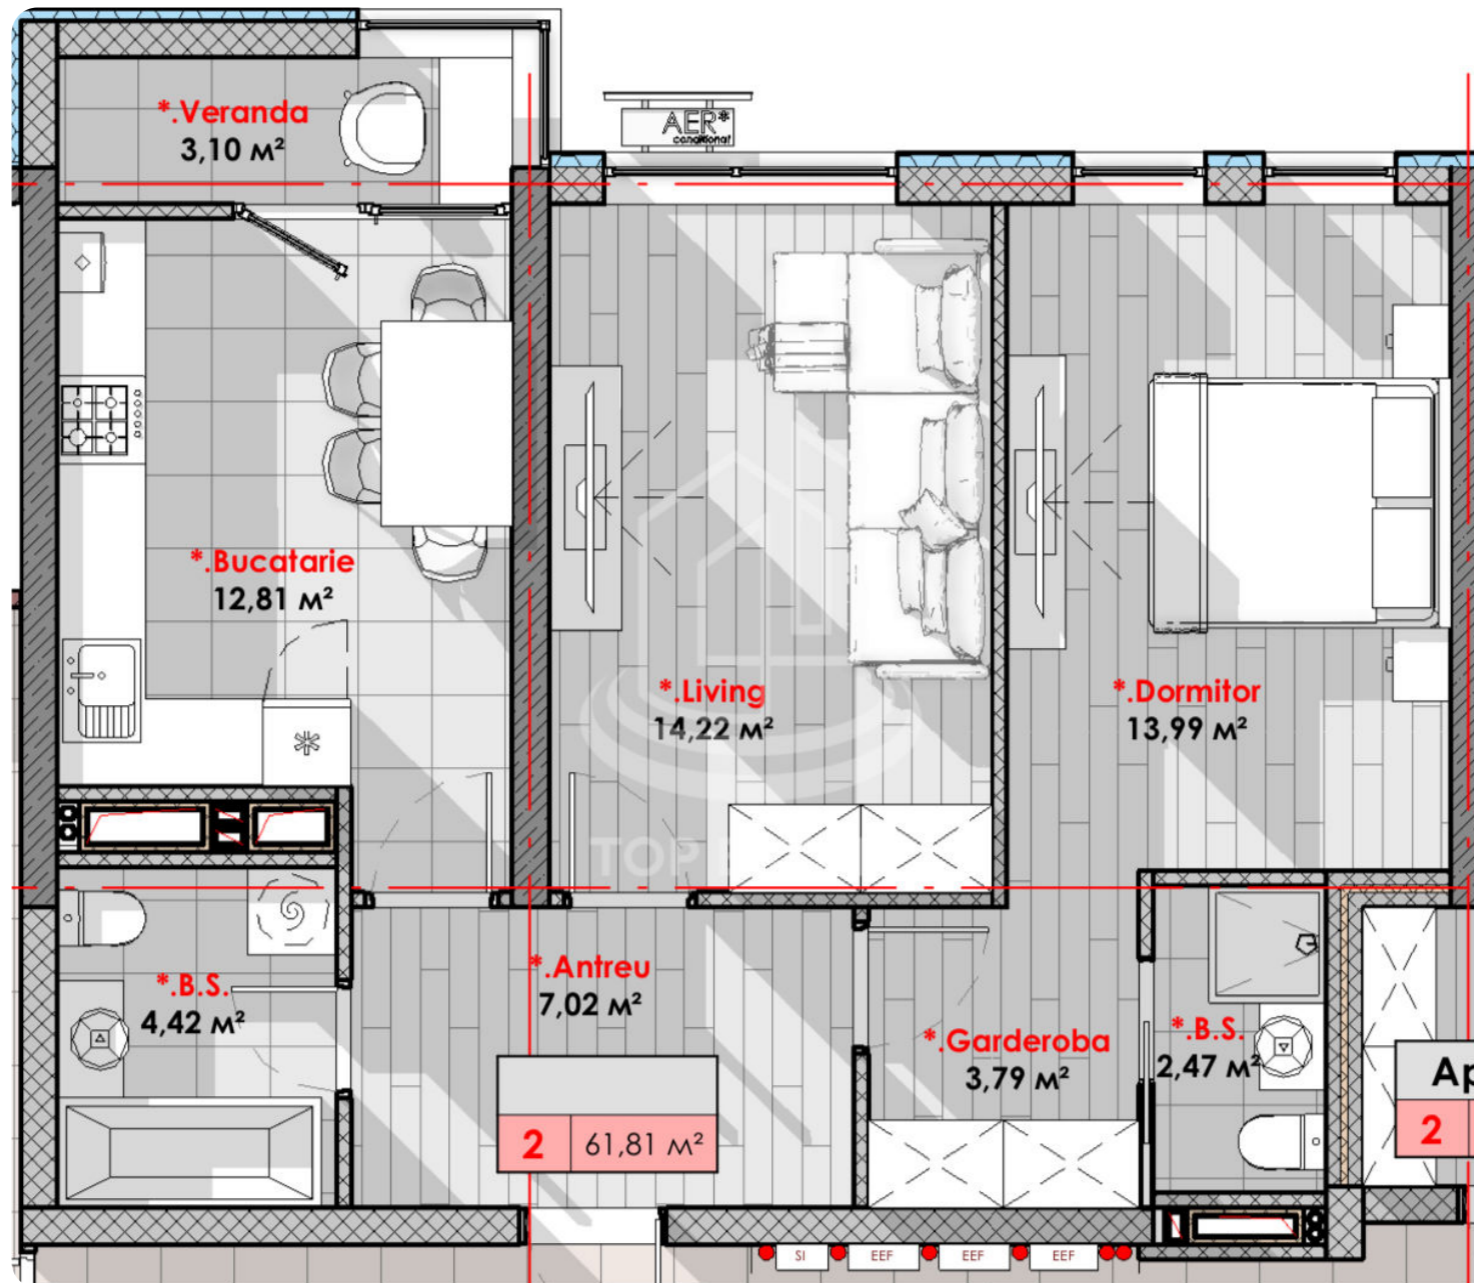 *.Veranda
3,10 м²
AER*
conditionat
*.Bucatarie
12,81 м²
*.Living
14,22 м²
*.Dormitor
13,99 м²
TOP
*.B.S.
4,42 м²
*.Antreu
7,02 м²
*.Garderoba
3,79 м²
*.B.S.
2,47 м²
2 61,81 м²
Ap
2
SI EEF EEF EEF